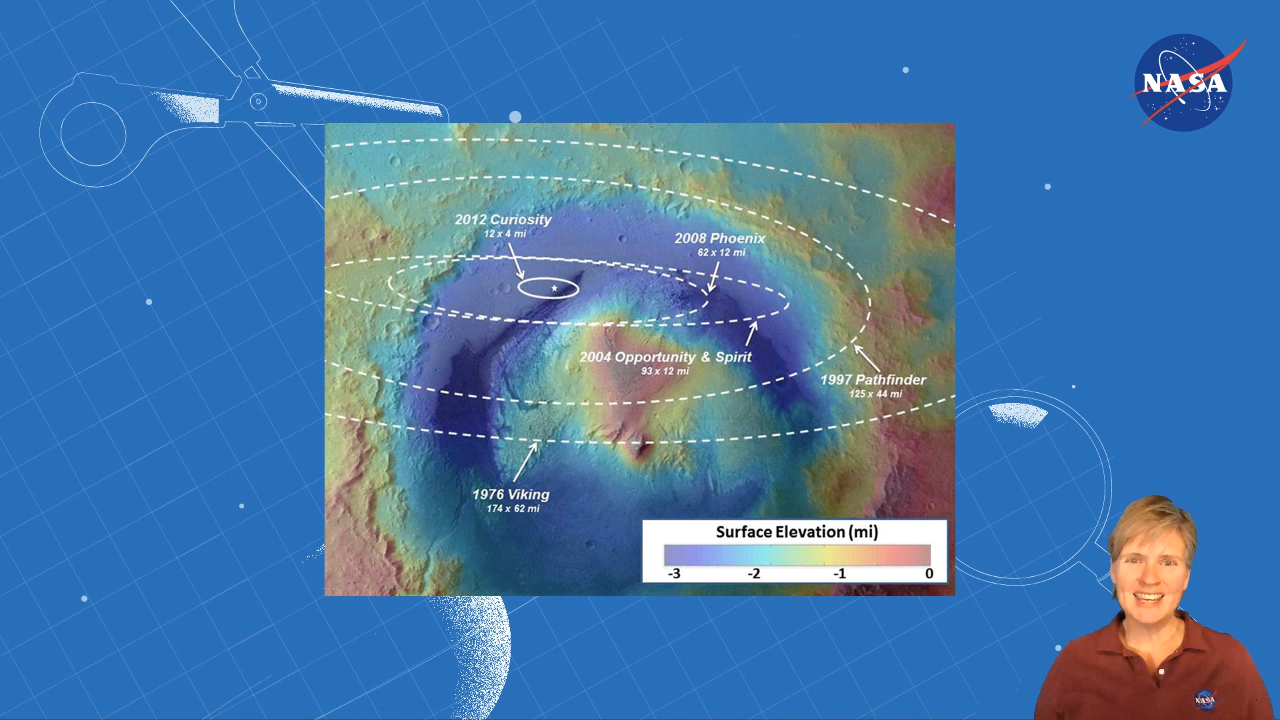 NASA
2012 Curiosity
12 x 4 mi
2008 Phoenix
62 x 12 mi
2004 Opportunity & Spirit
93 x 12 mi
1997 Pathfinder
125 x 44 mi
1976 Viking
174 x 62 mi
Surface Elevation (mi)
-3 -2 -1 0
NASA